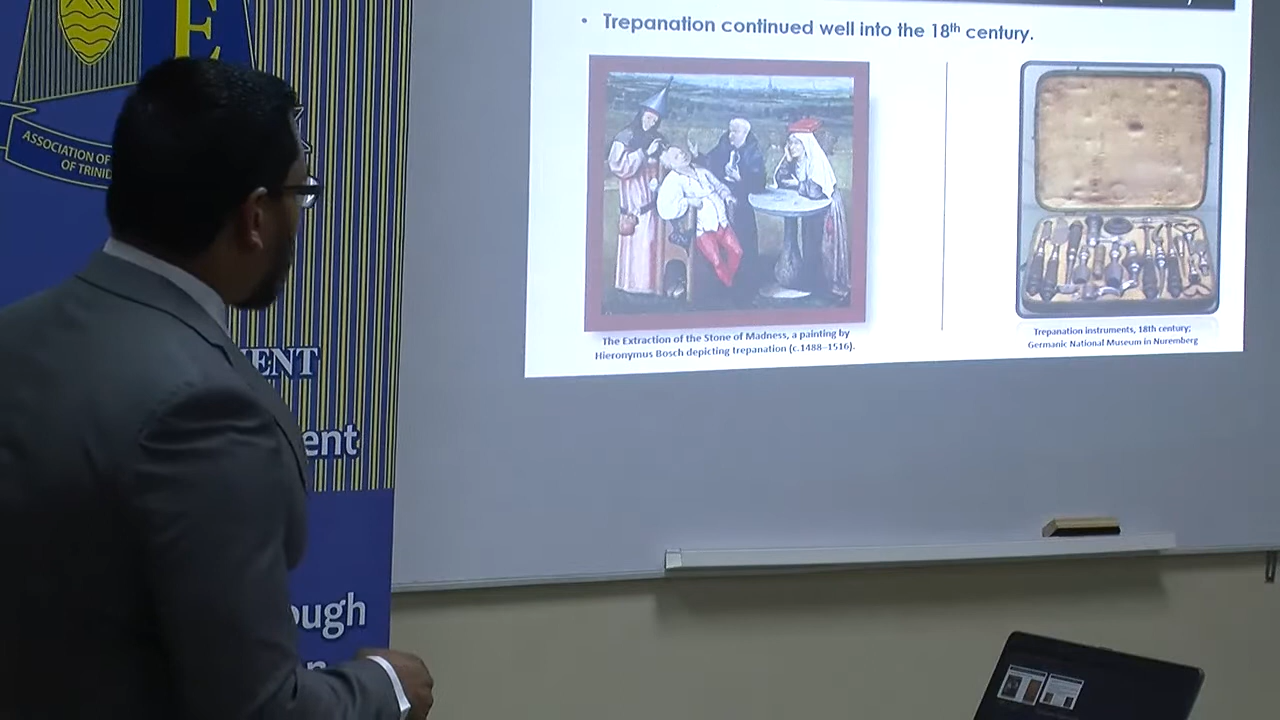 E
ASSOCIATION OF
OF TRINID
ENT
ent
ough
• Trepanation continued well into the 18th century.
The Extraction of the Stone of Madness, a painting by
Hieronymus Bosch depicting trepanation (c.1488–1516).
Trepanation instruments, 18th century;
Germanic National Museum in Nuremberg